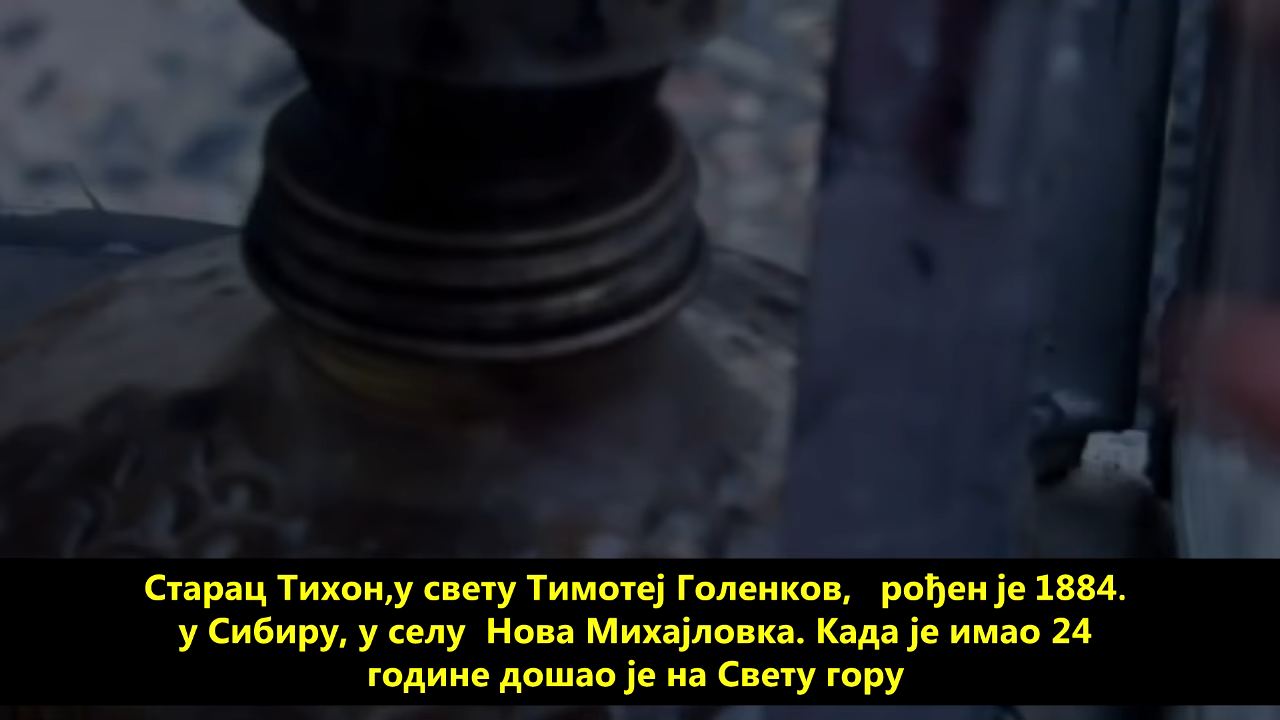 Старац Тихон,у свету Тимотеј Голенков,   рођен је 1884.
у Сибиру, у селу  Нова Михајловка. Када је имао 24
године дошао је на Свету гору